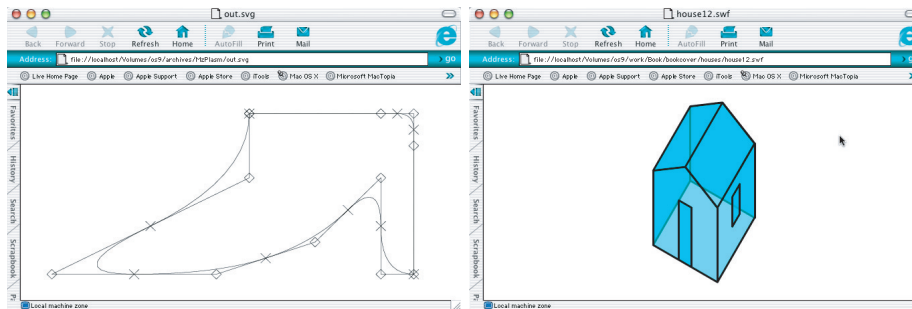 out.svg
Back Forward Stop Refresh Home AutoFill Print Mail
Address: file://localhost/Volumes/os9/archives/MzPlasm/out.svg go
Live Home Page Apple Apple Support Apple Store iTools Mac OS X Microsoft MacTopia
Favorites
History
Search
Scrapbook
Local machine zone
house12.swf
Back Forward Stop Refresh Home AutoFill Print Mail
Address: file://localhost/Volumes/os9/work/Book/bookcover/houses/house12.swf go
Live Home Page Apple Apple Support Apple Store iTools Mac OS X Microsoft MacTopia
Favorites
History
Search
Scrapbook
Local machine zone